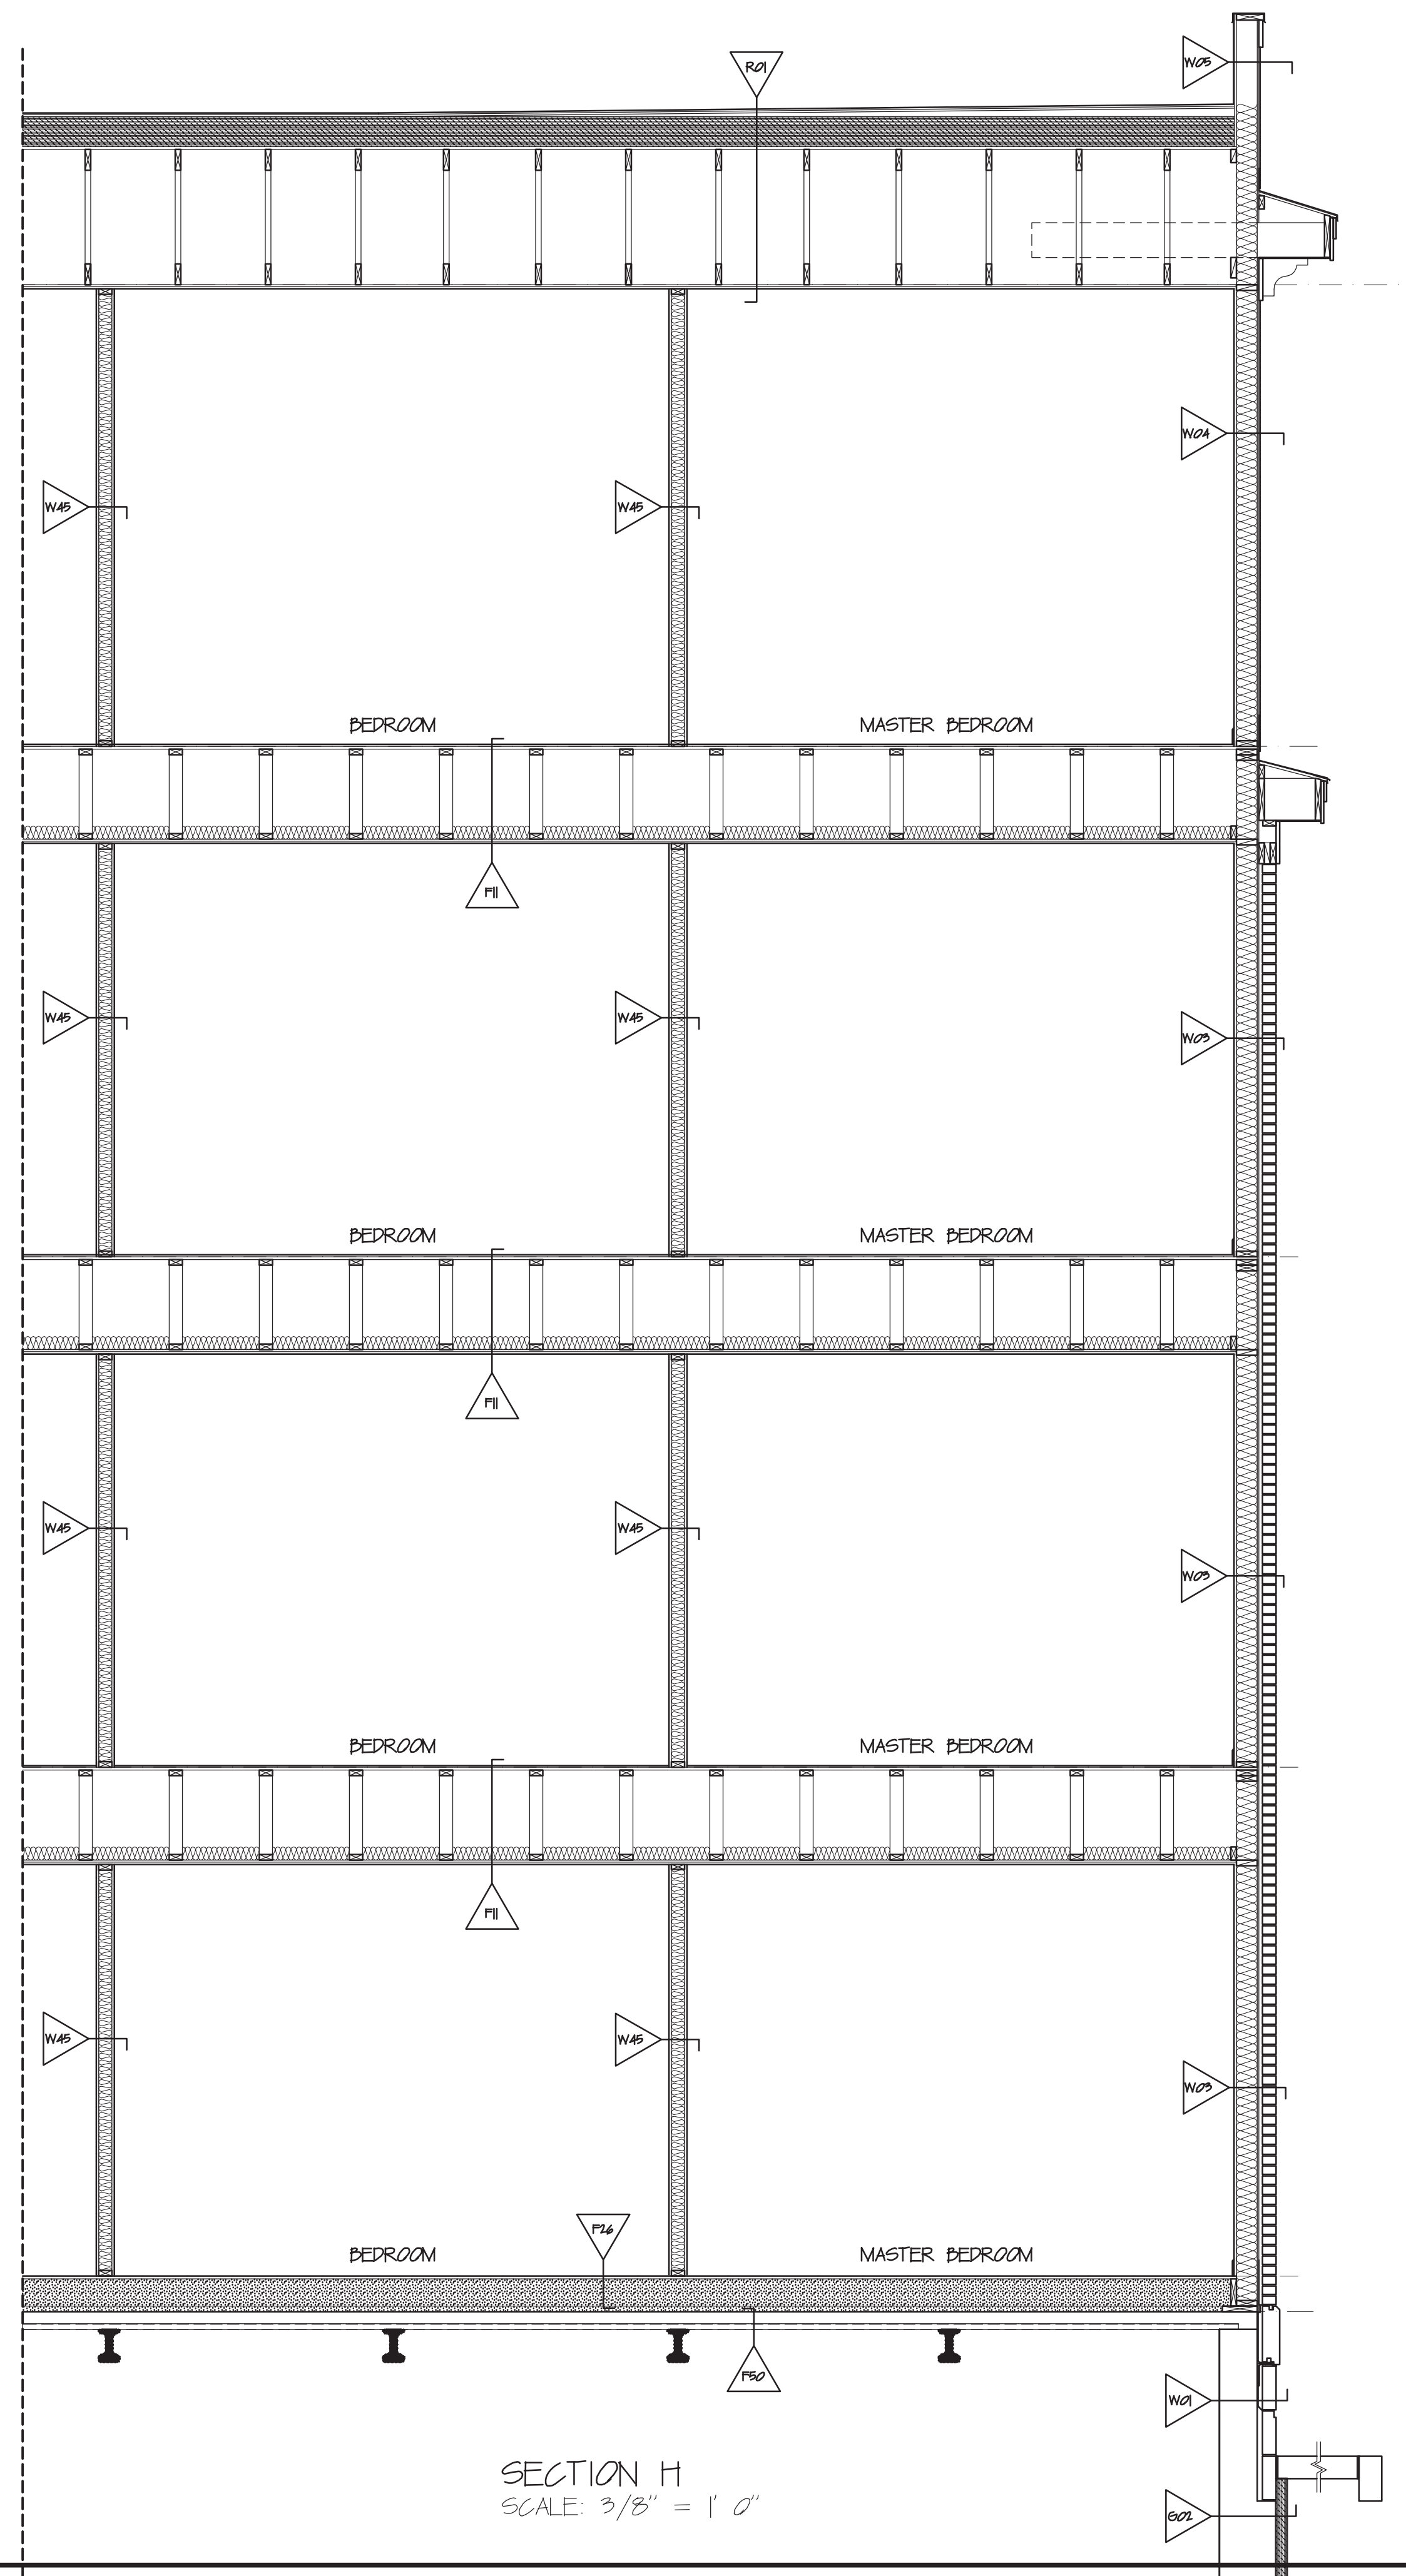 W05
R01
W04
W45
W45
BEDROOM
MASTER BEDROOM
F11
W45
W45
W03
BEDROOM
MASTER BEDROOM
F11
W45
W45
W03
BEDROOM
MASTER BEDROOM
F11
W45
W45
W03
F26
BEDROOM
MASTER BEDROOM
F50
W01
SECTION H
SCALE: 3/8" = 1' 0"
G02